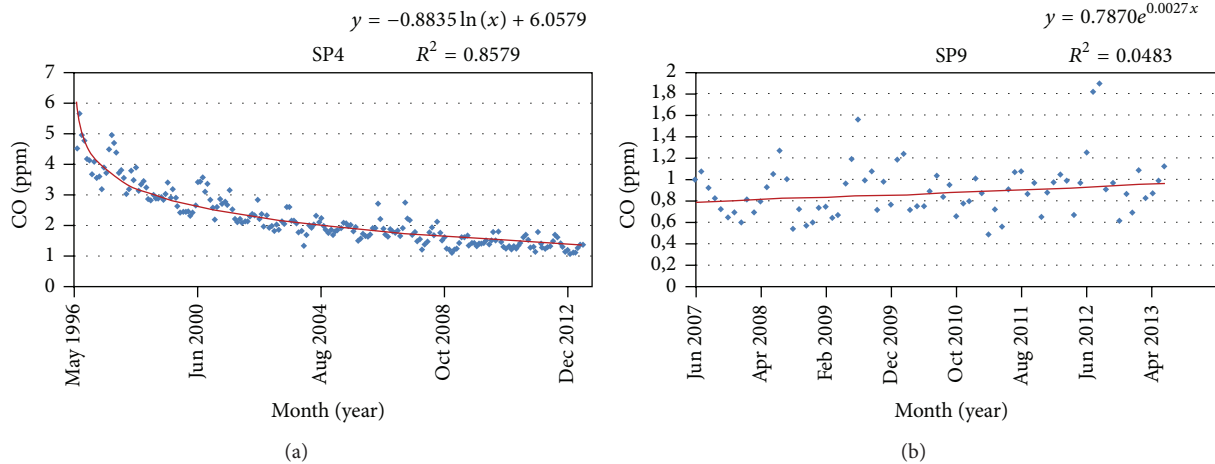 y = −0.8835 ln(x) + 6.0579
SP4 R² = 0.8579
7
6
5
4
3
2
1
0
CO (ppm)
May 1996
Jun 2000
Aug 2004
Oct 2008
Dec 2012
Month (year)
(a)
y = 0.7870e^{0.0027x}
SP9 R² = 0.0483
2
1,8
1,6
1,4
1,2
1
0,8
0,6
0,4
0,2
0
CO (ppm)
Jun 2007
Apr 2008
Feb 2009
Dec 2009
Oct 2010
Aug 2011
Jun 2012
Apr 2013
Month (year)
(b)